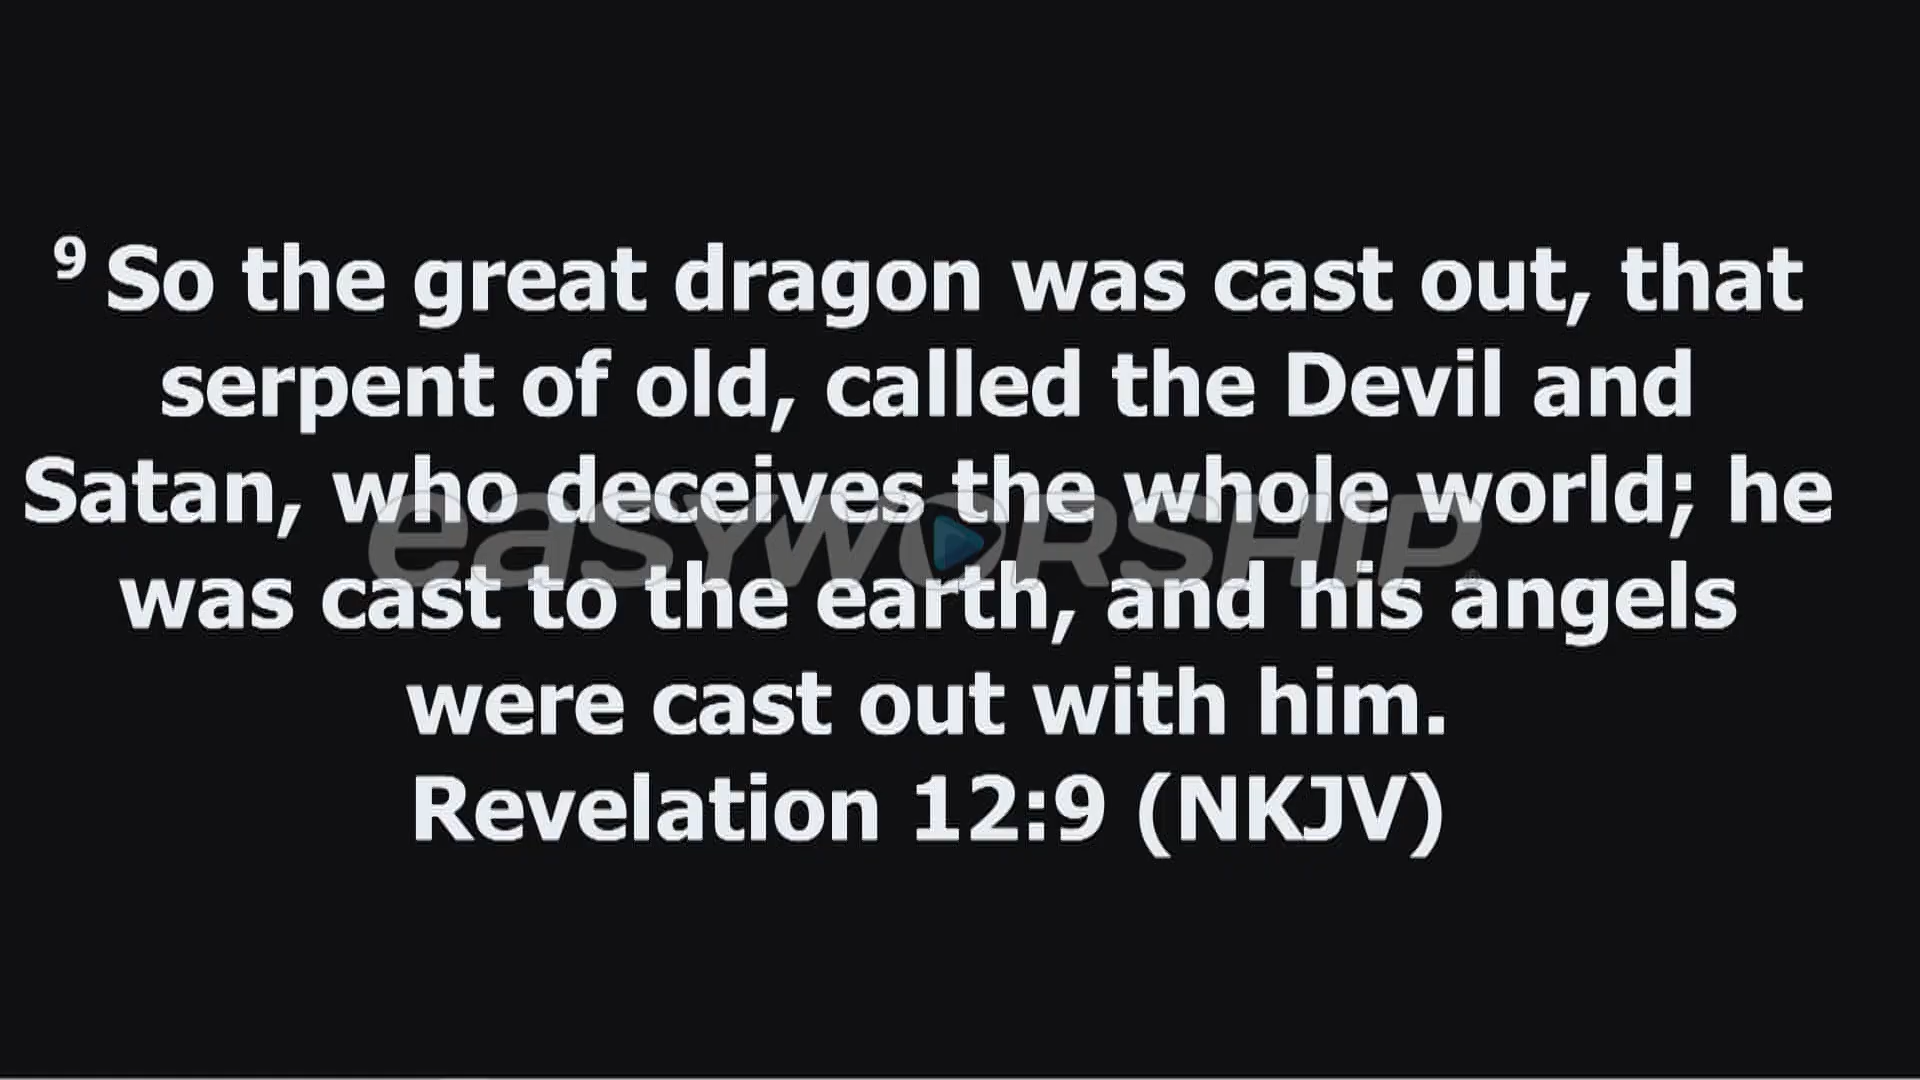 9 So the great dragon was cast out, that
serpent of old, called the Devil and
Satan, who deceives the whole world; he
easyworship®
was cast to the earth, and his angels
were cast out with him.
Revelation 12:9 (NKJV)